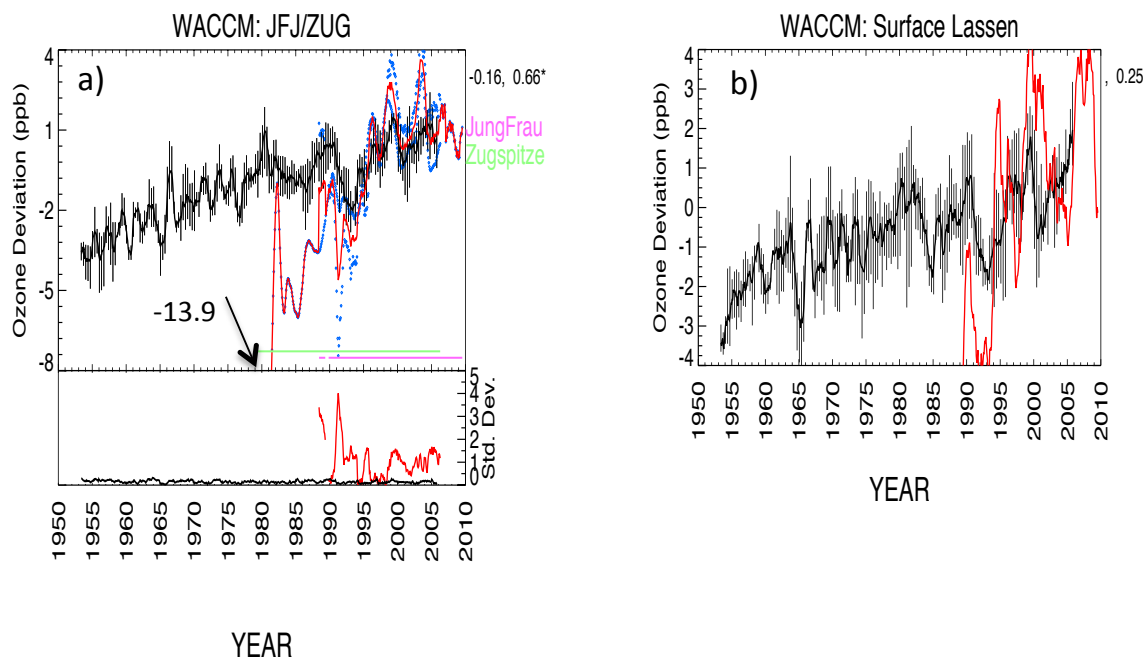 WACCM: JFJ/ZUG
a)
4
1
-2
-5
-8
Ozone Deviation (ppb)
-0.16, 0.66*
JungFrau
Zugspitze
-13.9
5
4
3
2
1
0
Std. Dev.
1950 1955 1960 1965 1970 1975 1980 1985 1990 1995 2000 2005 2010
YEAR
WACCM: Surface Lassen
b)
4
3
2
1
0
-1
-2
-3
-4
Ozone Deviation (ppb)
, 0.25
1950 1955 1960 1965 1970 1975 1980 1985 1990 1995 2000 2005 2010
YEAR